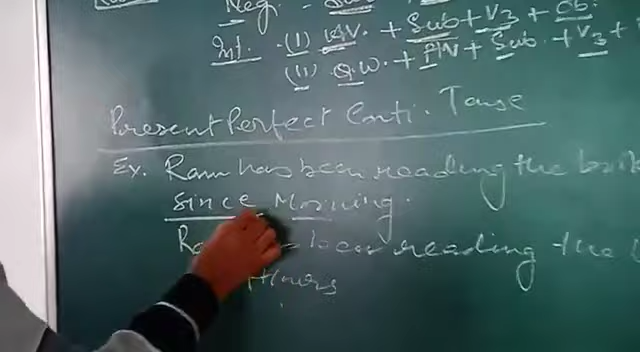 Neg. -
Int. (i) HV. + Sub + V3 + Ob.
(ii) Q.W. + HV + Sub. + V3 +
Present Perfect Conti. Tense
Ex. Ram has been reading the
since Morning.
been reading the
Hours